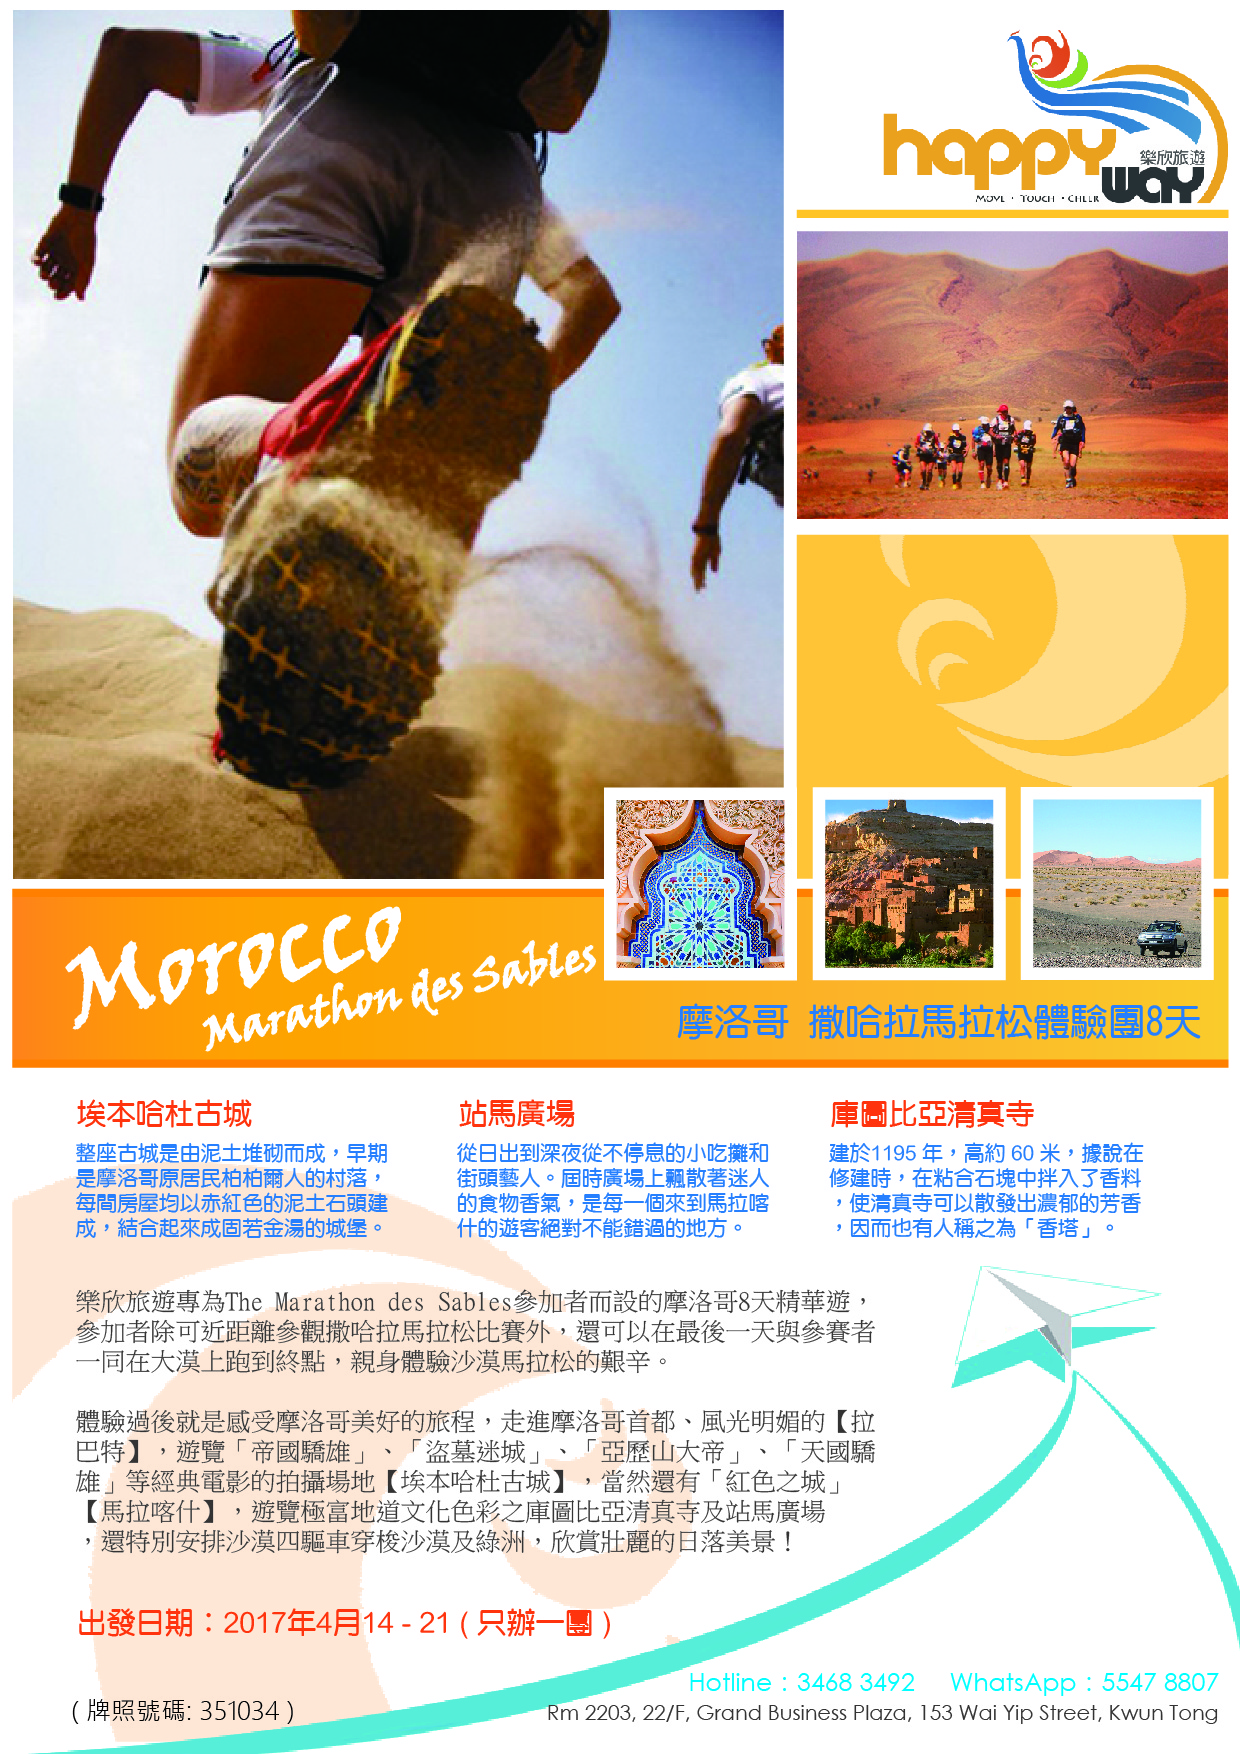 happy
樂欣旅遊
way
MOVE · TOUCH · CHEER
Morocco
Marathon des Sables
摩洛哥 撒哈拉馬拉松體驗團8天
埃本哈杜古城
整座古城是由泥土堆砌而成，早期
是摩洛哥原居民柏柏爾人的村落，
每間房屋均以赤紅色的泥土石頭建
成，結合起來成固若金湯的城堡。
站馬廣場
從日出到深夜從不停息的小吃攤和
街頭藝人。屆時廣場上飄散著迷人
的食物香氣，是每一個來到馬拉喀
什的遊客絕對不能錯過的地方。
庫圖比亞清真寺
建於1195 年，高約 60 米，據說在
修建時，在粘合石塊中拌入了香料
，使清真寺可以散發出濃郁的芳香
，因而也有人稱之為「香塔」。
樂欣旅遊專為The Marathon des Sables參加者而設的摩洛哥8天精華遊，
參加者除可近距離參觀撒哈拉馬拉松比賽外，還可以在最後一天與參賽者
一同在大漠上跑到終點，親身體驗沙漠馬拉松的艱辛。
體驗過後就是感受摩洛哥美好的旅程，走進摩洛哥首都、風光明媚的【拉
巴特】，遊覽「帝國驕雄」、「盜墓迷城」、「亞歷山大帝」、「天國驕
雄」等經典電影的拍攝場地【埃本哈杜古城】，當然還有「紅色之城」
【馬拉喀什】，遊覽極富地道文化色彩之庫圖比亞清真寺及站馬廣場
，還特別安排沙漠四驅車穿梭沙漠及綠洲，欣賞壯麗的日落美景！
出發日期：2017年4月14 - 21 ( 只辦一團 )
Hotline : 3468 3492 WhatsApp : 5547 8807
( 牌照號碼: 351034 )
Rm 2203, 22/F, Grand Business Plaza, 153 Wai Yip Street, Kwun Tong